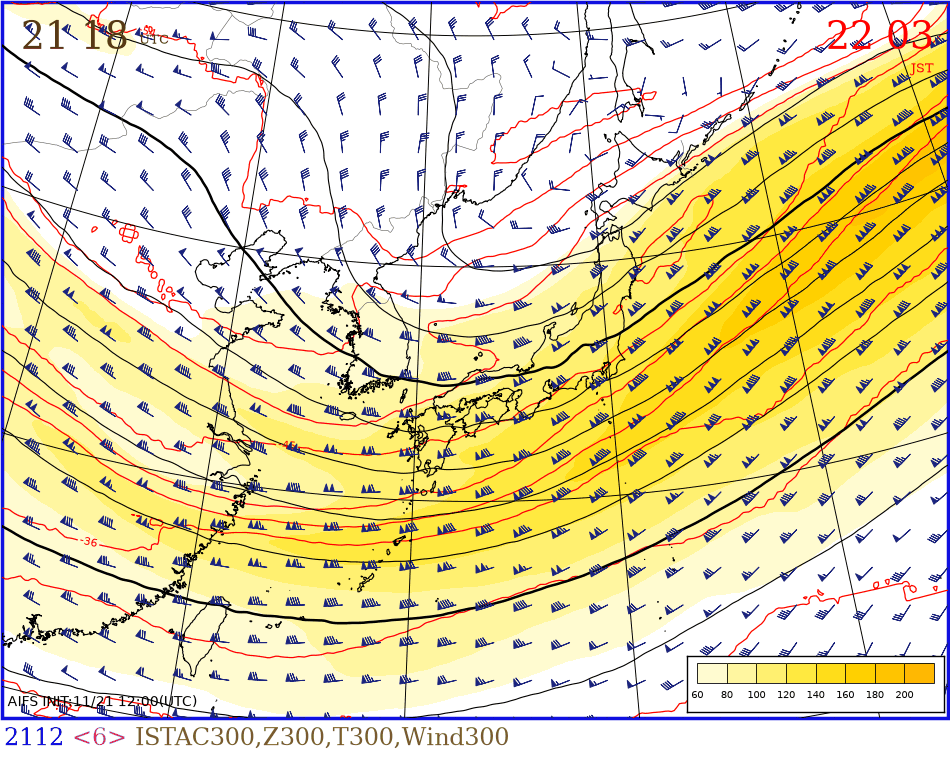 21 18 UTC
22 03 JST
-36
60 80 100 120 140 160 180 200
AIFS INIT:11/21 12:00(UTC)
2112 <6> ISTAC300,Z300,T300,Wind300